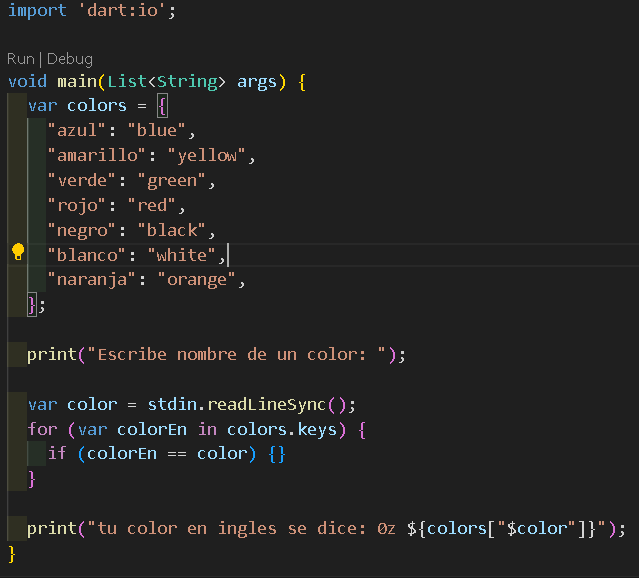 import 'dart:io';
Run | Debug
void main(List<String> args) {
var colors = {
"azul": "blue",
"amarillo": "yellow",
"verde": "green",
"rojo": "red",
"negro": "black",
"blanco": "white",
"naranja": "orange",
};
print("Escribe nombre de un color: ");
var color = stdin.readLineSync();
for (var colorEn in colors.keys) {
if (colorEn == color) {}
}
print("tu color en ingles se dice: 0z ${colors["$color"]}");
}